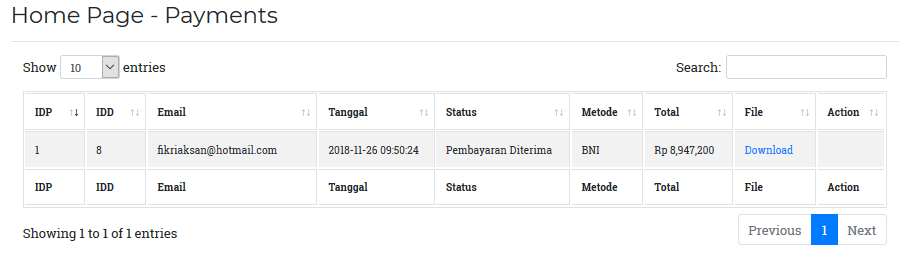 Home Page - Payments
Show 10 entries Search:
IDP IDD Email Tanggal Status Metode Total File Action
1 8 fikriaksan@hotmail.com 2018-11-26 09:50:24 Pembayaran Diterima BNI Rp 8,947,200 Download
IDP IDD Email Tanggal Status Metode Total File Action
Showing 1 to 1 of 1 entries Previous 1 Next